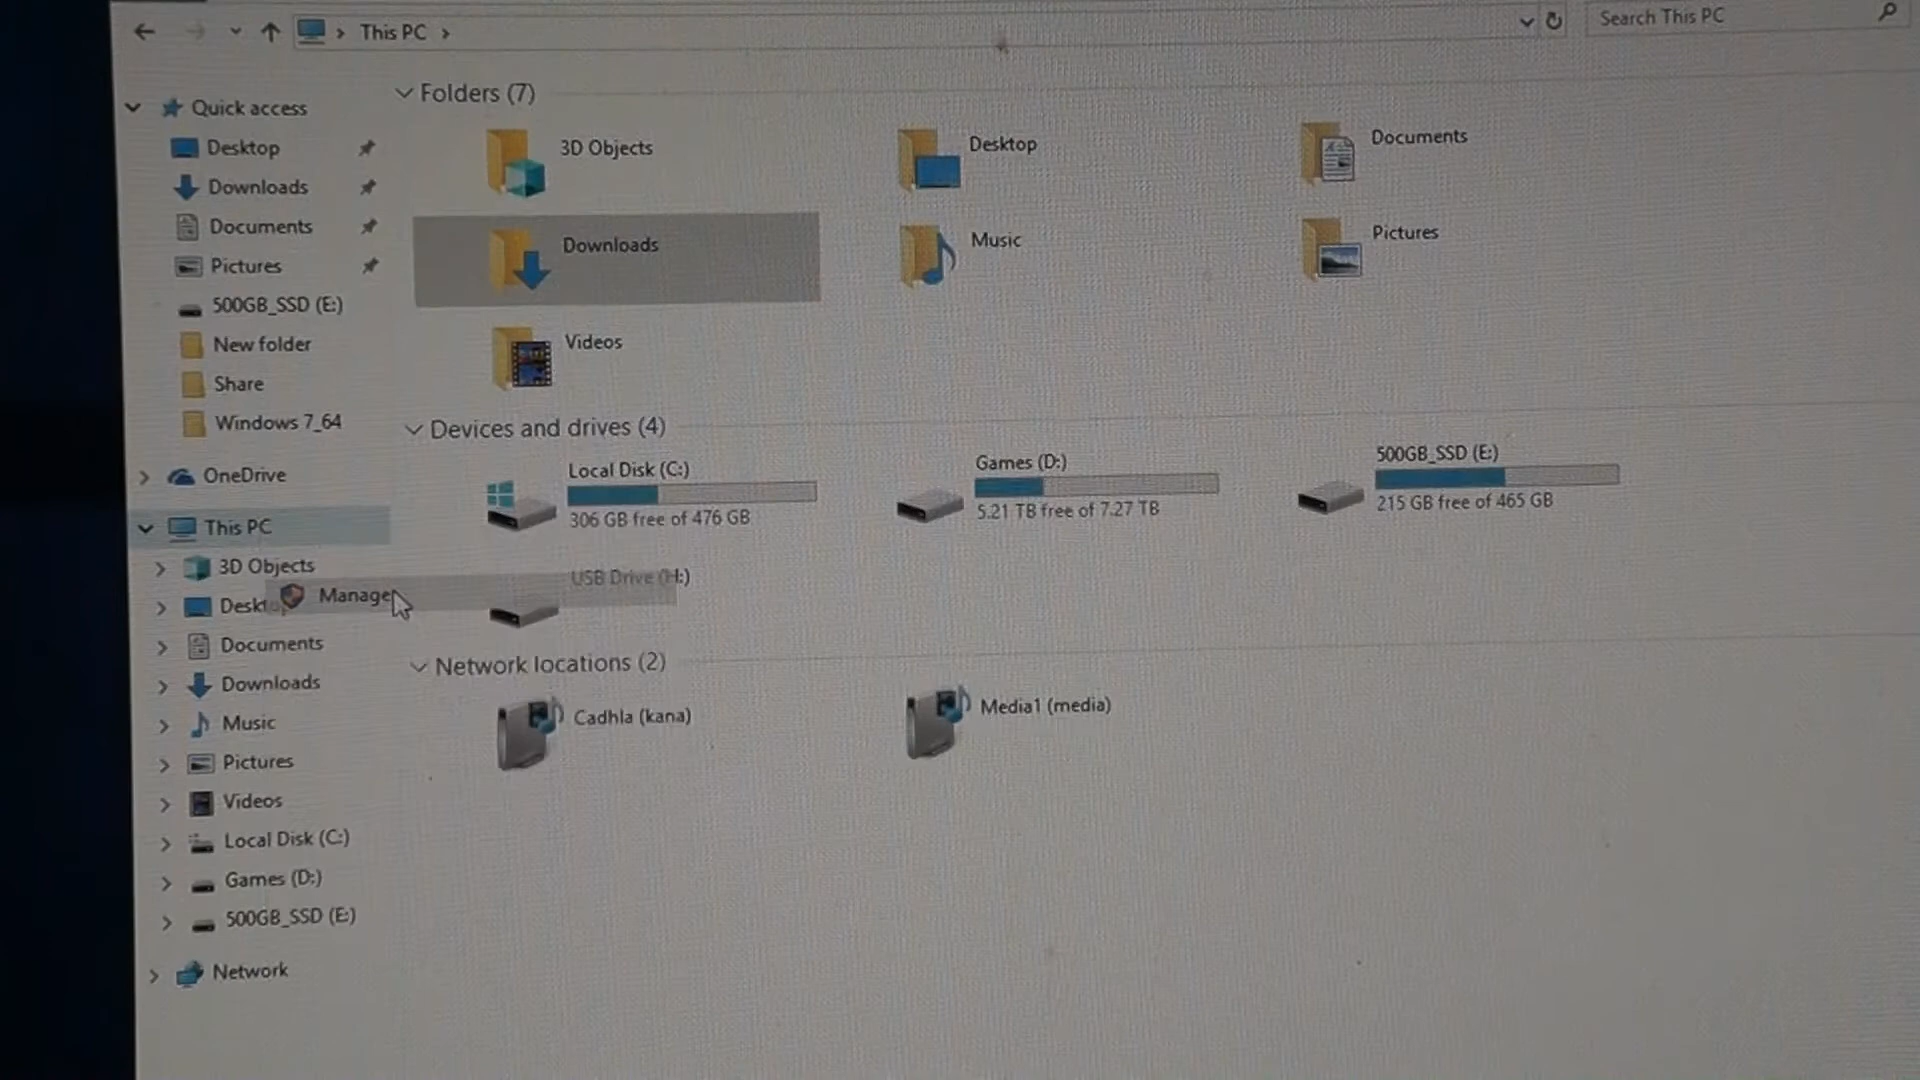 This PC
Search This PC
Quick access
Desktop
Downloads
Documents
Pictures
500GB_SSD (E:)
New folder
Share
Windows 7_64
OneDrive
This PC
3D Objects
Desktop
Manage
Documents
Downloads
Music
Pictures
Videos
Local Disk (C:)
Games (D:)
500GB_SSD (E:)
Network
Folders (7)
3D Objects
Desktop
Documents
Downloads
Music
Pictures
Videos
Devices and drives (4)
Local Disk (C:)
306 GB free of 476 GB
Games (D:)
5.21 TB free of 7.27 TB
500GB_SSD (E:)
215 GB free of 465 GB
USB Drive (H:)
Network locations (2)
Cadhla (kana)
Media1 (media)